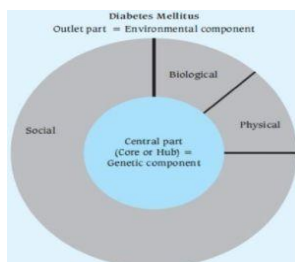 Diabetes Mellitus
Outlet part = Environmental component
Biological
Social
Physical
Central part
(Core or Hub) =
Genetic component